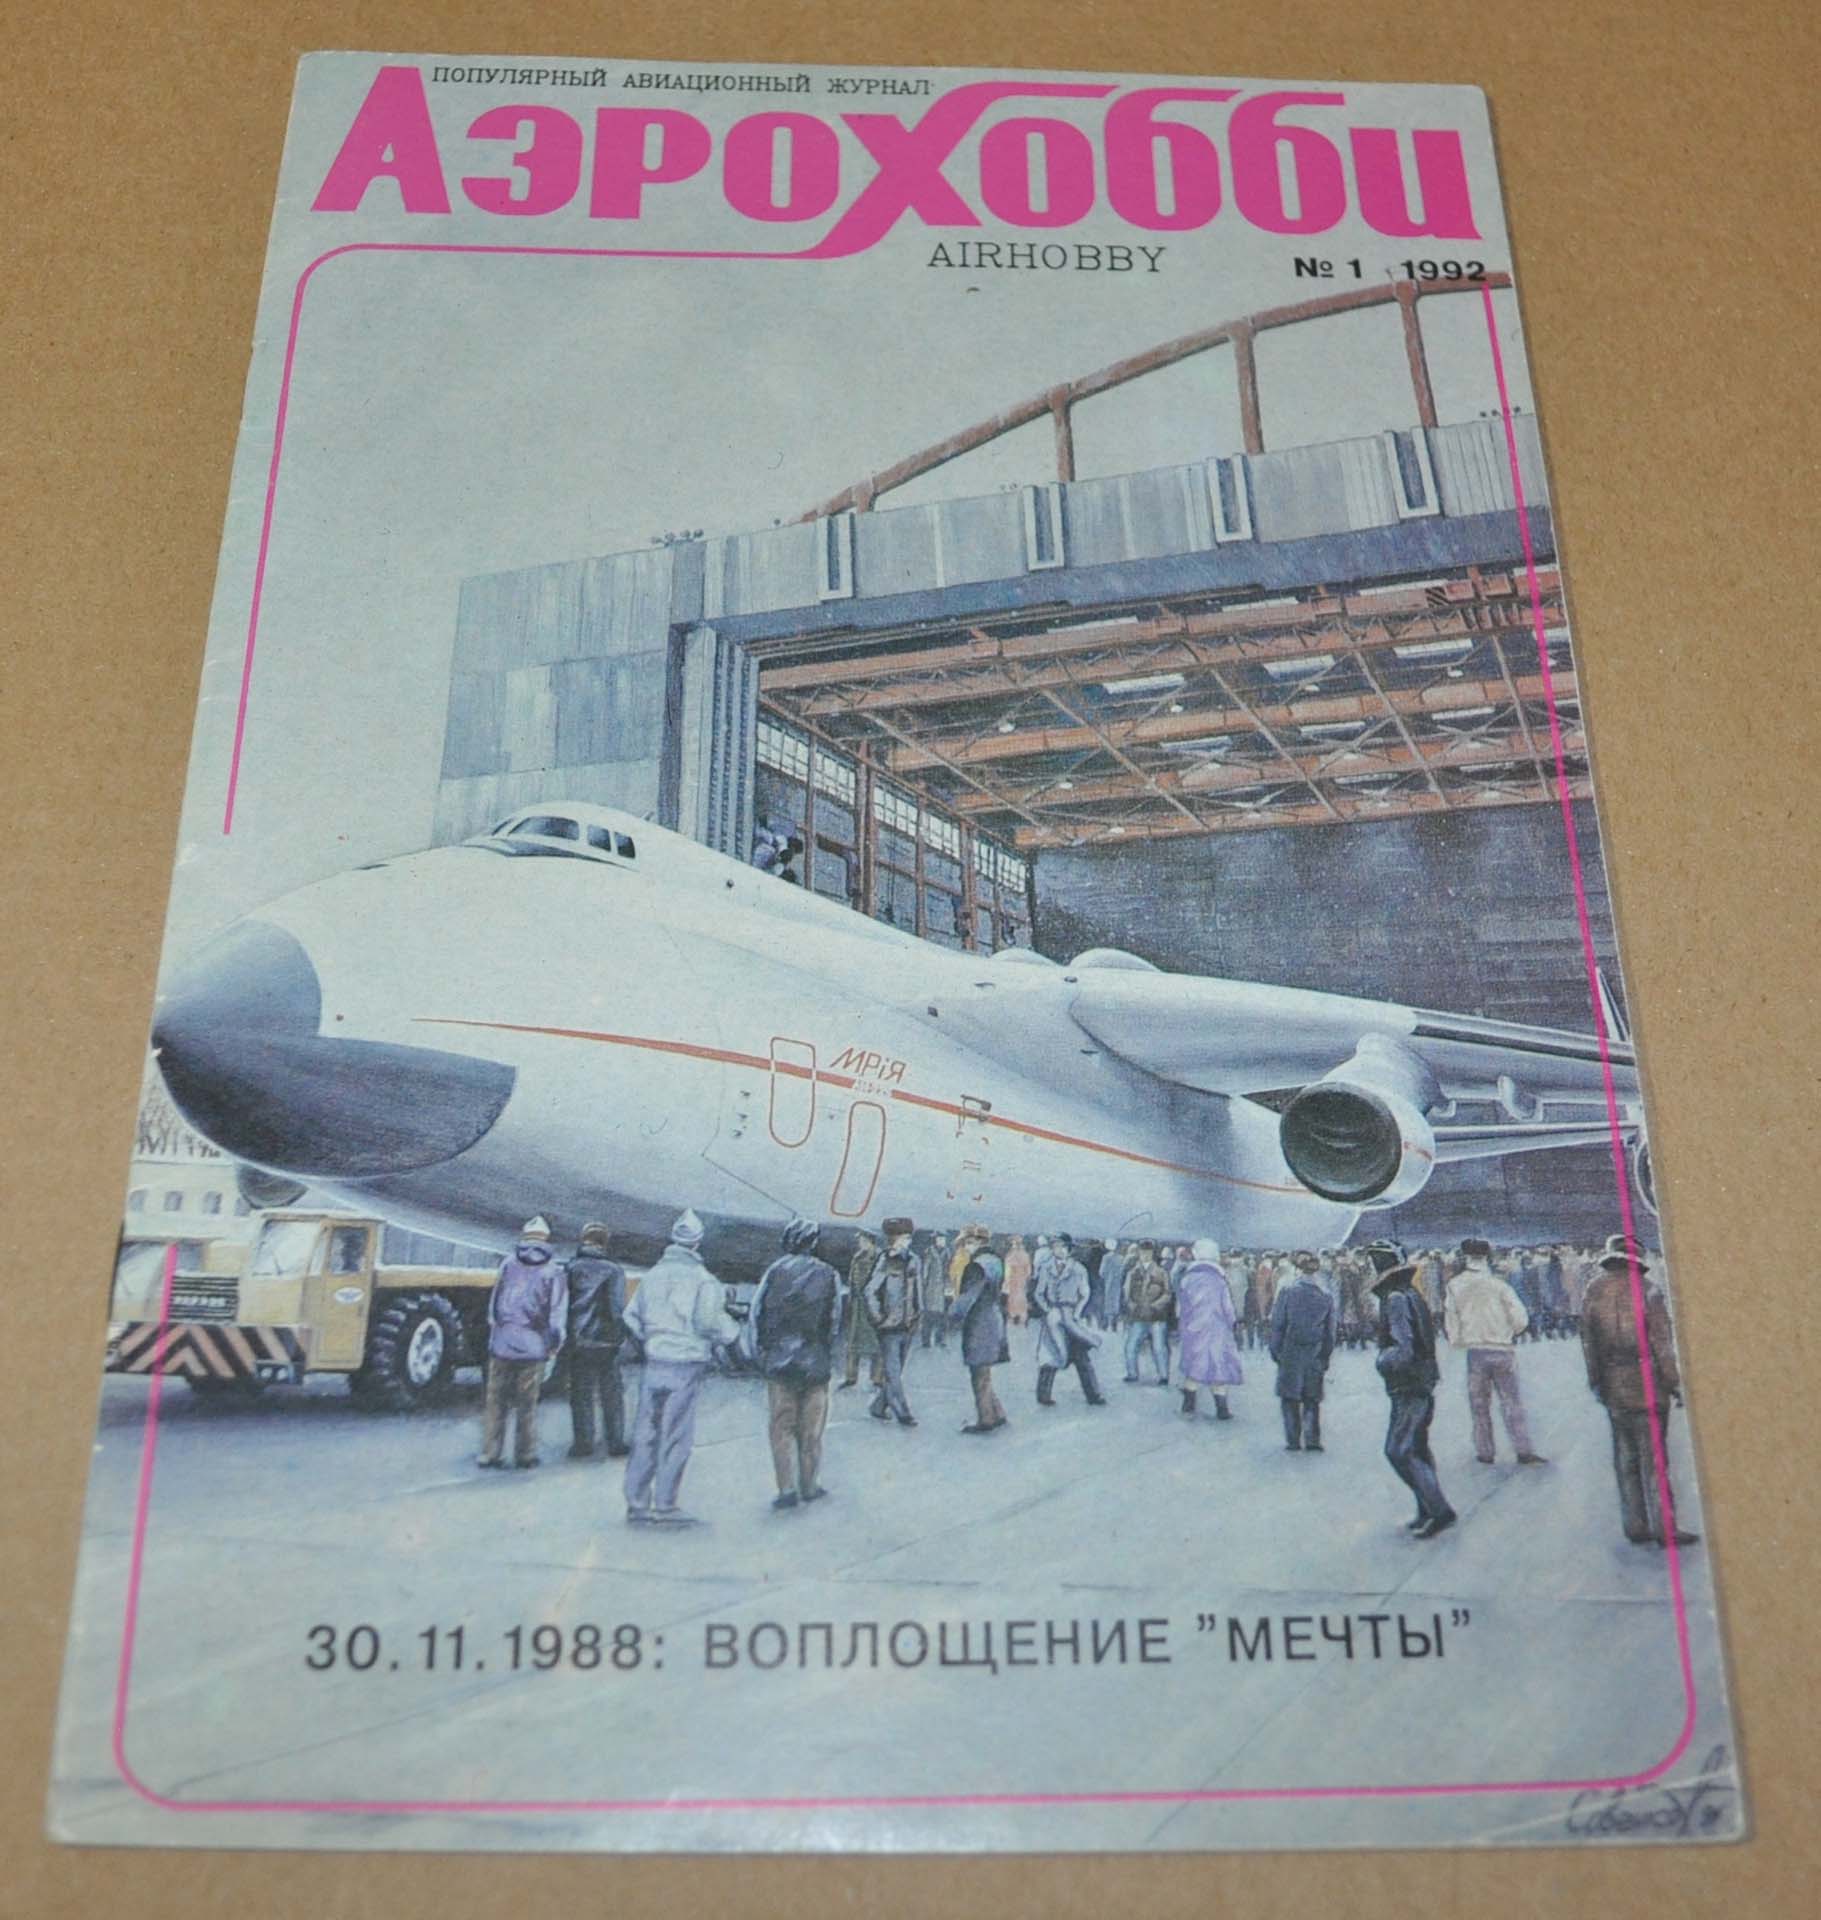 ПОПУЛЯРНЫЙ АВИАЦИОННЫЙ ЖУРНАЛ
АЭРОХОББИ
AIRHOBBY
№ 1 1992
МРіЯ
30.11.1988: ВОПЛОЩЕНИЕ "МЕЧТЫ"